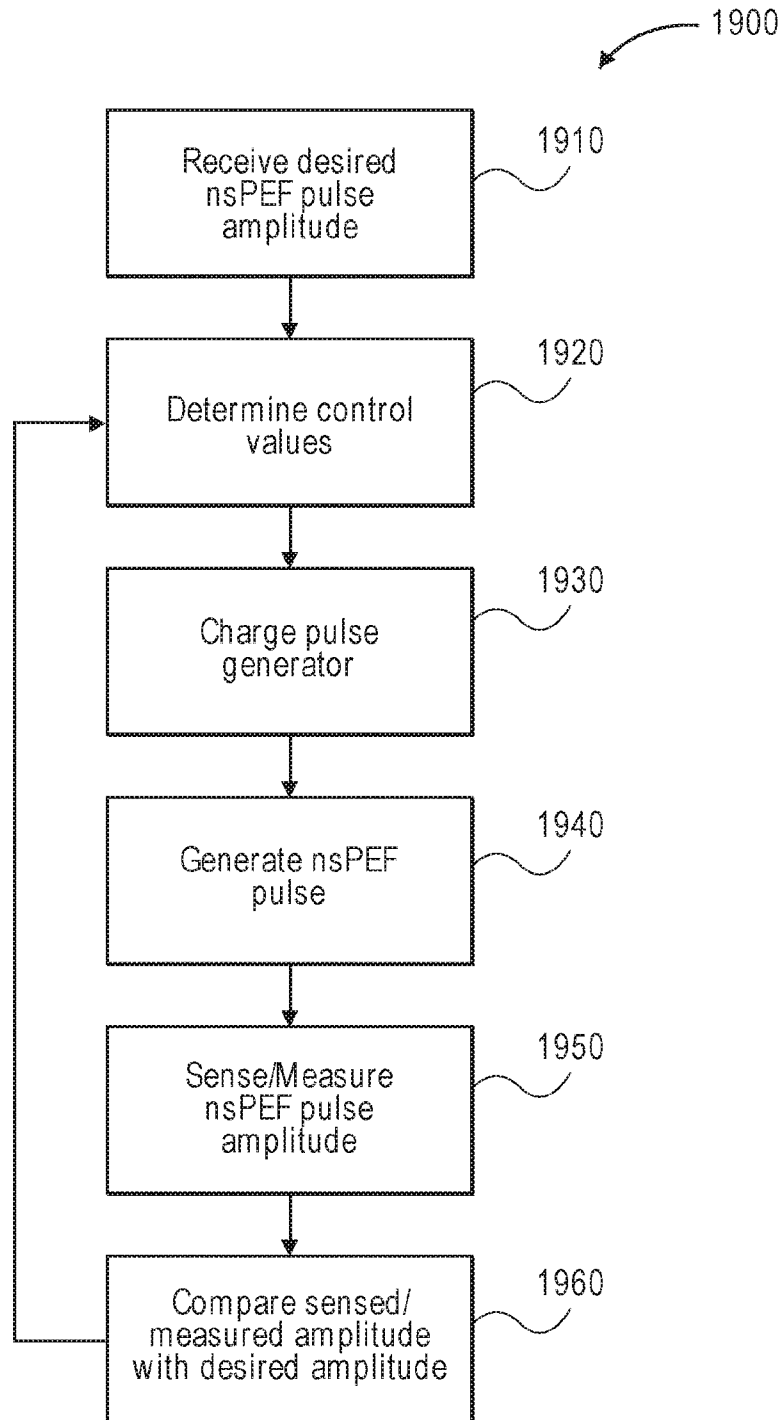 1900
Receive desired
nsPEF pulse
amplitude
1910
Determine control
values
1920
Charge pulse
generator
1930
Generate nsPEF
pulse
1940
Sense/Measure
nsPEF pulse
amplitude
1950
Compare sensed/
measured amplitude
with desired amplitude
1960